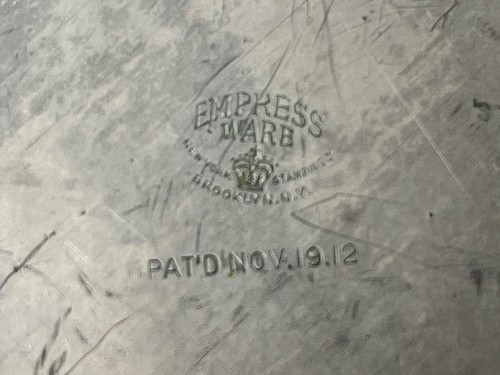 EMPRESS
WARE
NEW YORK STAMPING CO.
BROOKLYN. N.Y.
PAT'D NOV. 19. 12